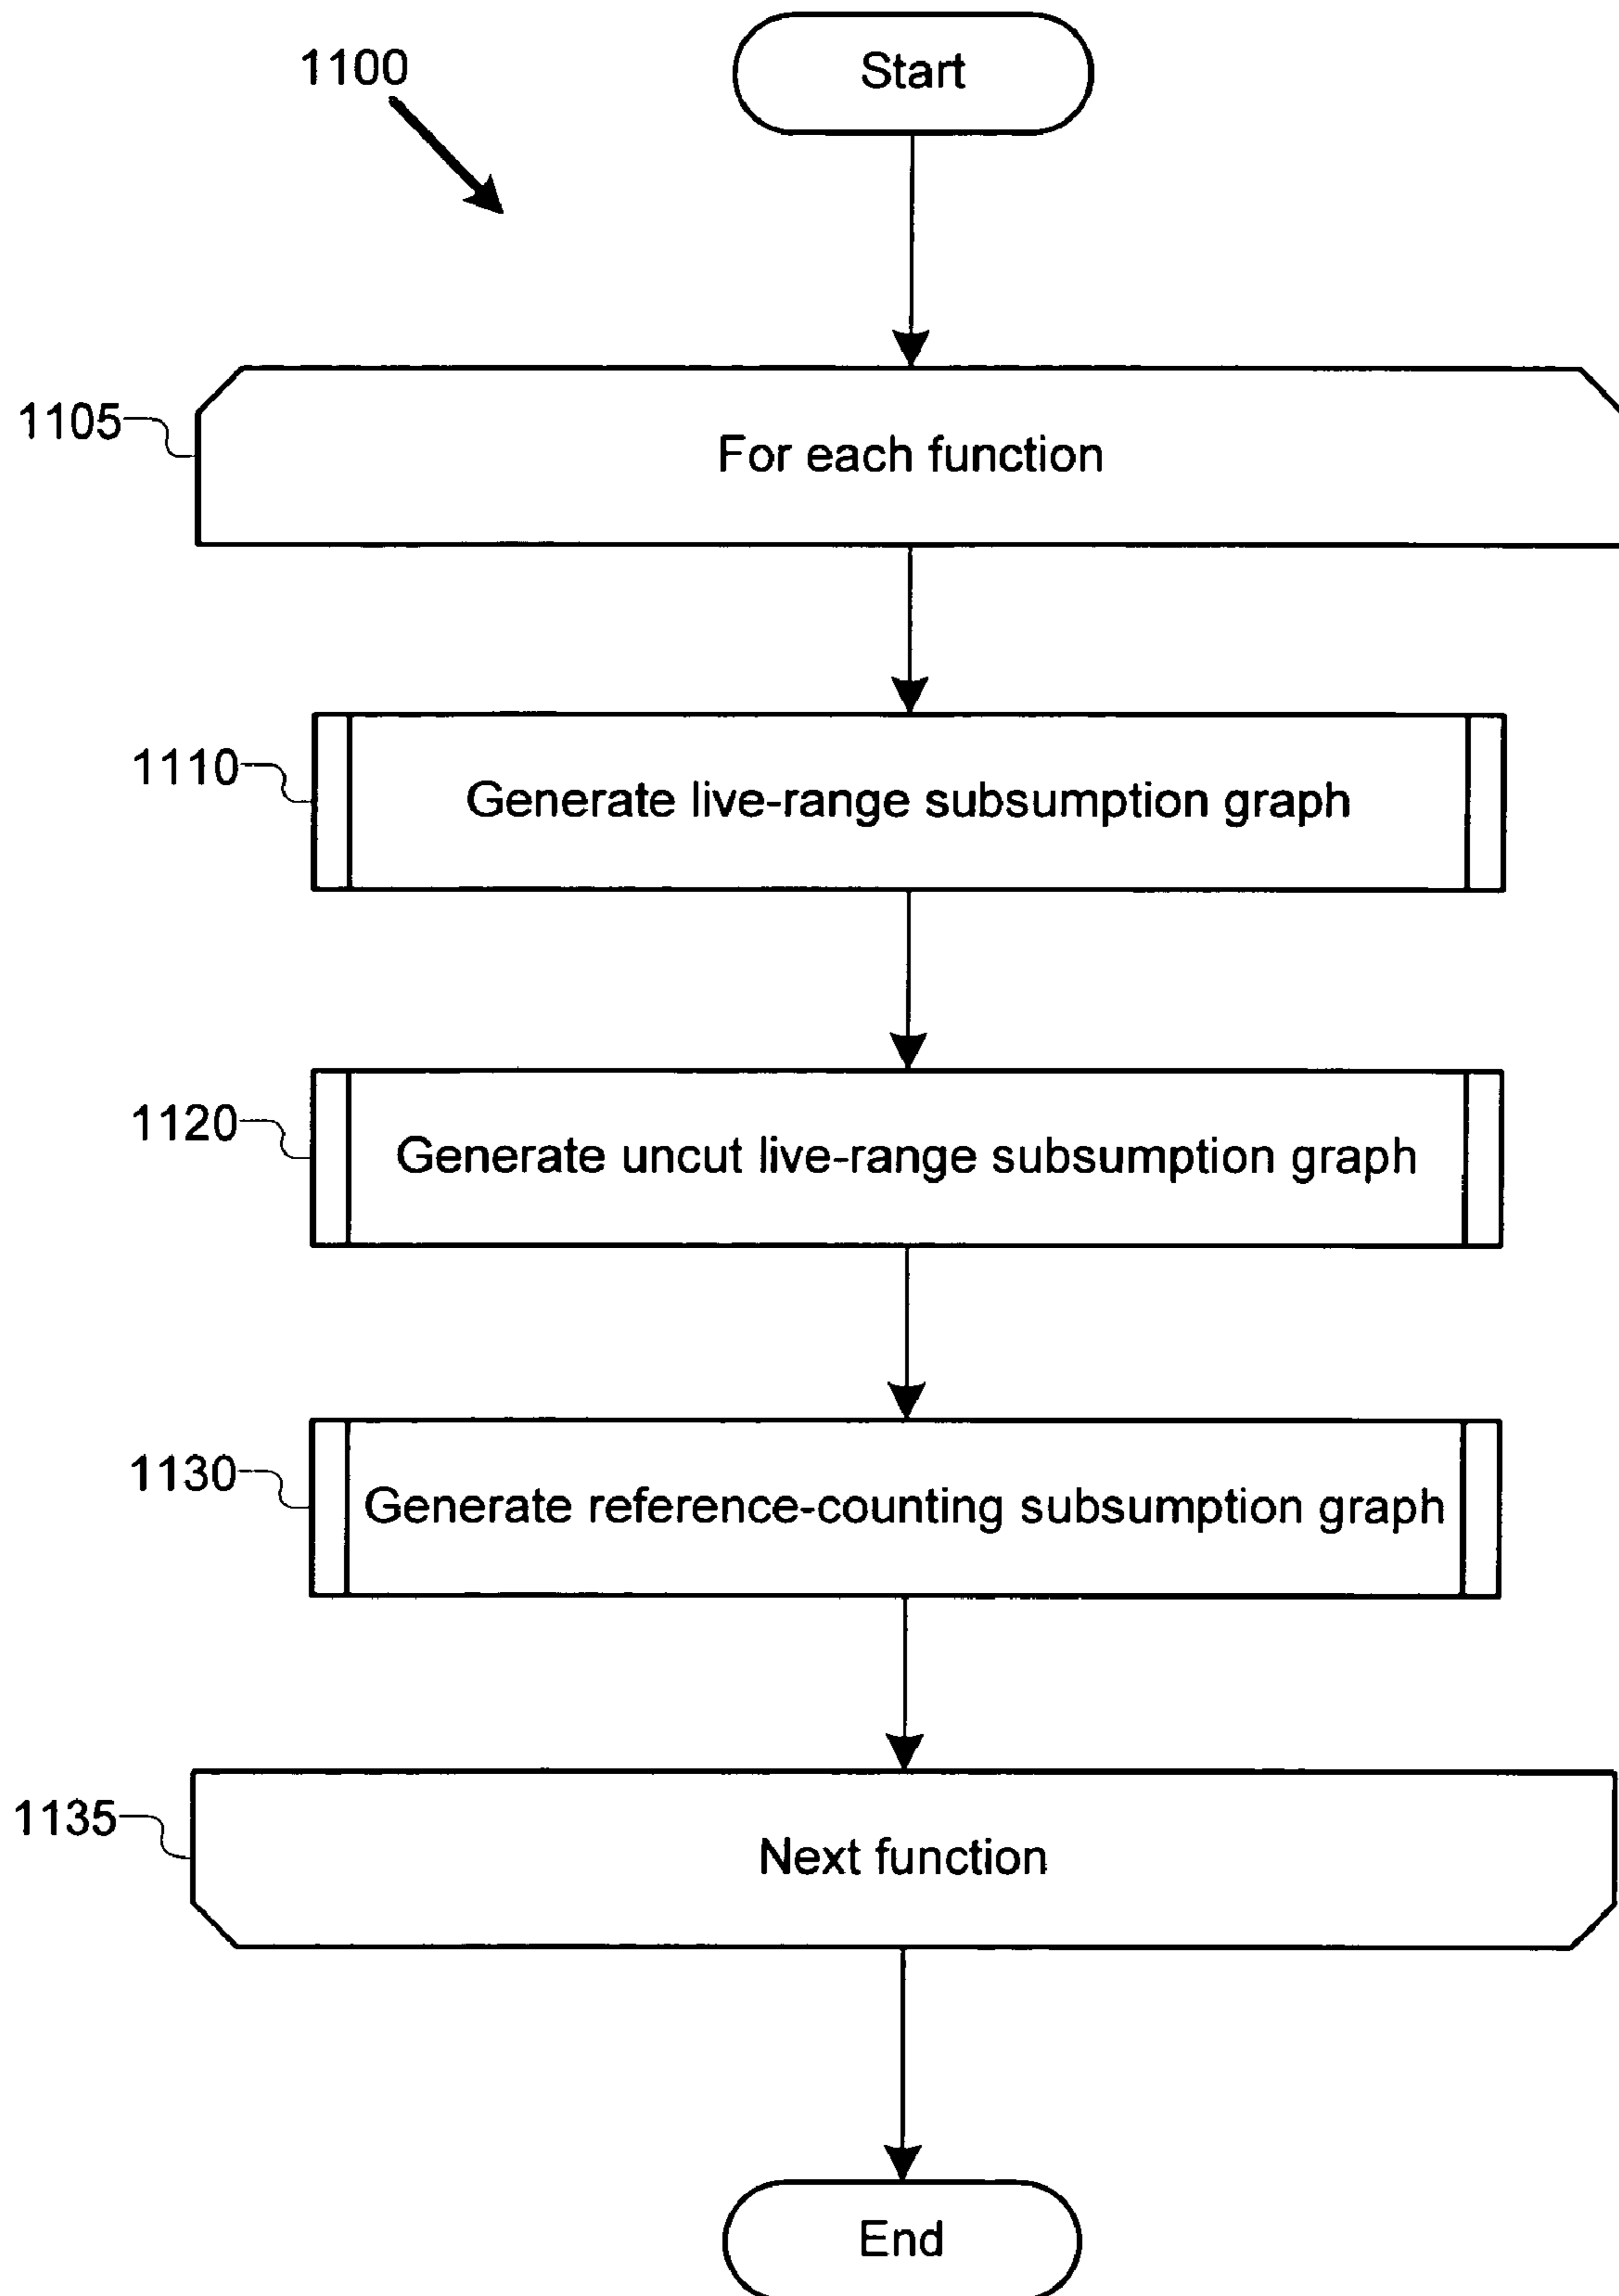 1100
Start
1105
For each function
1110
Generate live-range subsumption graph
1120
Generate uncut live-range subsumption graph
1130
Generate reference-counting subsumption graph
1135
Next function
End